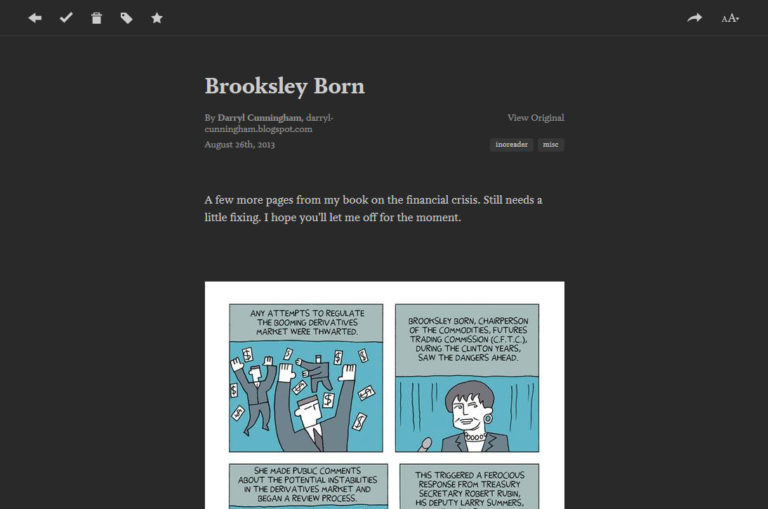 AA
Brooksley Born
By Darryl Cunningham, darryl-
cunningham.blogspot.com
View Original
August 26th, 2013
inoreader
misc
A few more pages from my book on the financial crisis. Still needs a
little fixing. I hope you'll let me off for the moment.
ANY ATTEMPTS TO REGULATE
THE BOOMING DERIVATIVES
MARKET WERE THWARTED.
$
$
$
$
$
$
$
$
BROOKSLEY BORN, CHAIRPERSON
OF THE COMMODITIES, FUTURES
TRADING COMMISSION (C.F.T.C.),
DURING THE CLINTON YEARS,
SAW THE DANGERS AHEAD.
SHE MADE PUBLIC COMMENTS
ABOUT THE POTENTIAL INSTABILITIES
IN THE DERIVATIVES MARKET AND
BEGAN A REVIEW PROCESS.
THIS TRIGGERED A FEROCIOUS
RESPONSE FROM TREASURY
SECRETARY ROBERT RUBIN,
HIS DEPUTY LARRY SUMMERS,